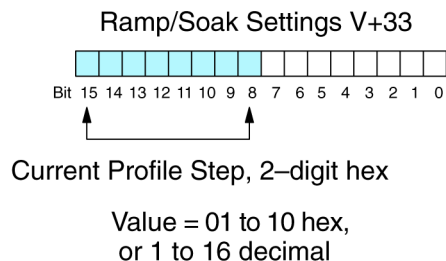 Ramp/Soak Settings V+33
Bit 15 14 13 12 11 10 9 8 7 6 5 4 3 2 1 0
Current Profile Step, 2–digit hex
Value = 01 to 10 hex,
or 1 to 16 decimal